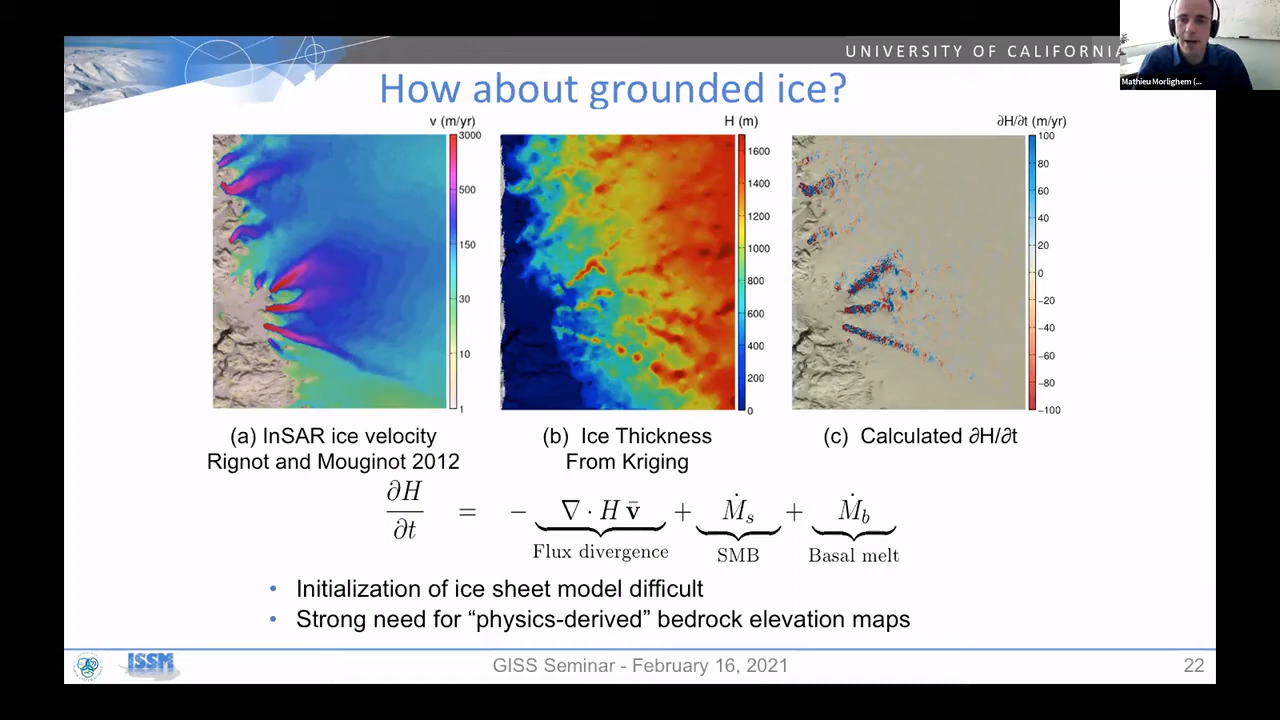 UNIVERSITY OF CALIFORNIA
Mathieu Morlighem (...
How about grounded ice?
v (m/yr)
3000
500
150
30
10
1
H (m)
1600
1400
1200
1000
800
600
400
200
0
∂H/∂t (m/yr)
100
80
60
40
20
0
−20
−40
−60
−80
−100
(a) InSAR ice velocity
Rignot and Mouginot 2012
(b) Ice Thickness
From Kriging
(c) Calculated ∂H/∂t
∂H/∂t = − ∇ · H v̄ + Ṁs + Ṁb
Flux divergence SMB Basal melt
• Initialization of ice sheet model difficult
• Strong need for “physics-derived” bedrock elevation maps
ISSM
GISS Seminar - February 16, 2021
22